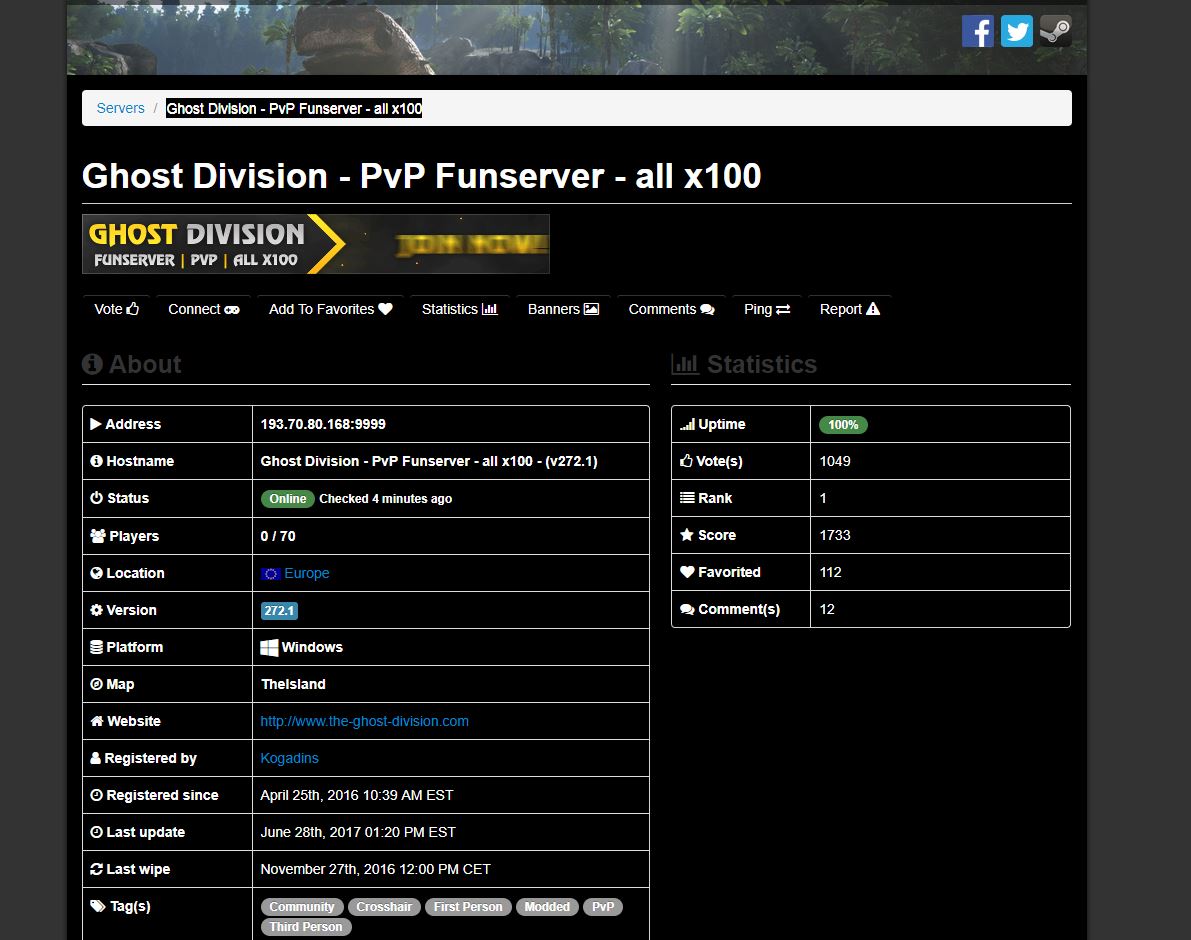 Servers / Ghost Division - PvP Funserver - all x100
Ghost Division - PvP Funserver - all x100
GHOST DIVISION
FUNSERVER | PVP | ALL X100
JOIN NOW!
Vote Connect Add To Favorites Statistics Banners Comments Ping Report
About
Address 193.70.80.168:9999
Hostname Ghost Division - PvP Funserver - all x100 - (v272.1)
Status Online Checked 4 minutes ago
Players 0 / 70
Location Europe
Version 272.1
Platform Windows
Map TheIsland
Website http://www.the-ghost-division.com
Registered by Kogadins
Registered since April 25th, 2016 10:39 AM EST
Last update June 28th, 2017 01:20 PM EST
Last wipe November 27th, 2016 12:00 PM CET
Tag(s) Community Crosshair First Person Modded PvP
Third Person
Statistics
Uptime 100%
Vote(s) 1049
Rank 1
Score 1733
Favorited 112
Comment(s) 12